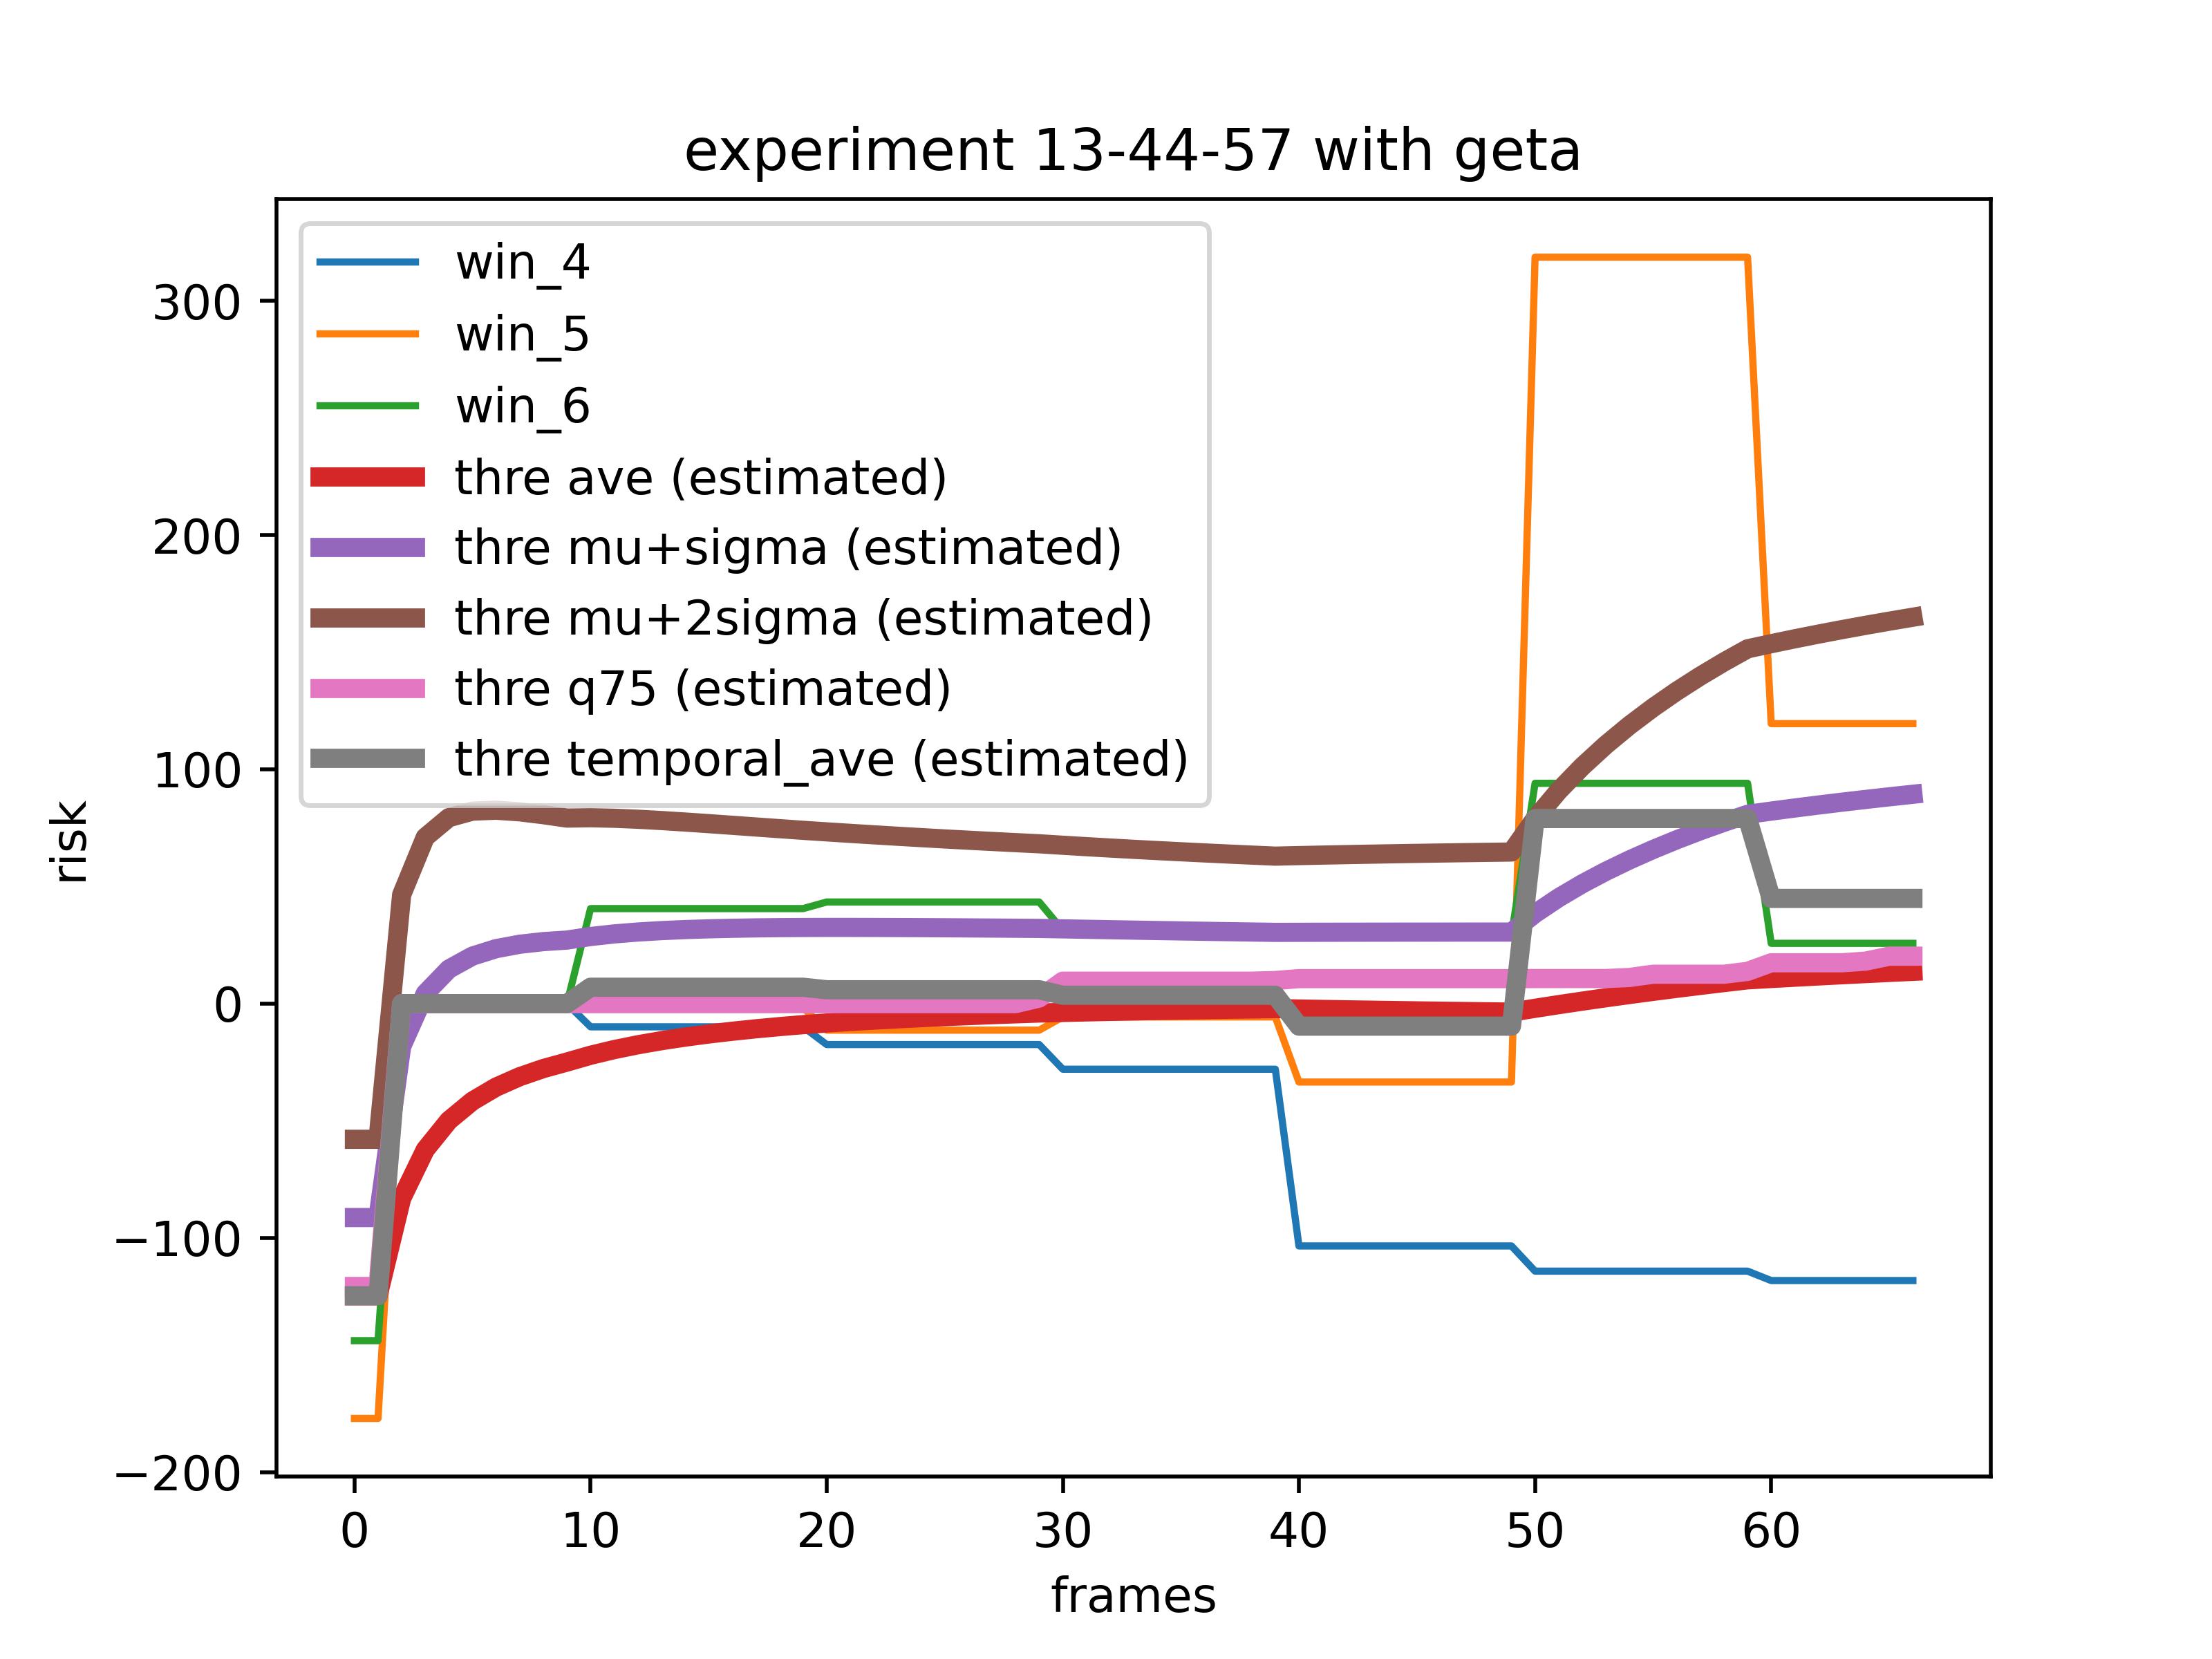 experiment 13-44-57 with geta
win_4
win_5
win_6
thre ave (estimated)
thre mu+sigma (estimated)
thre mu+2sigma (estimated)
thre q75 (estimated)
thre temporal_ave (estimated)
300
200
100
0
−100
−200
risk
0 10 20 30 40 50 60
frames